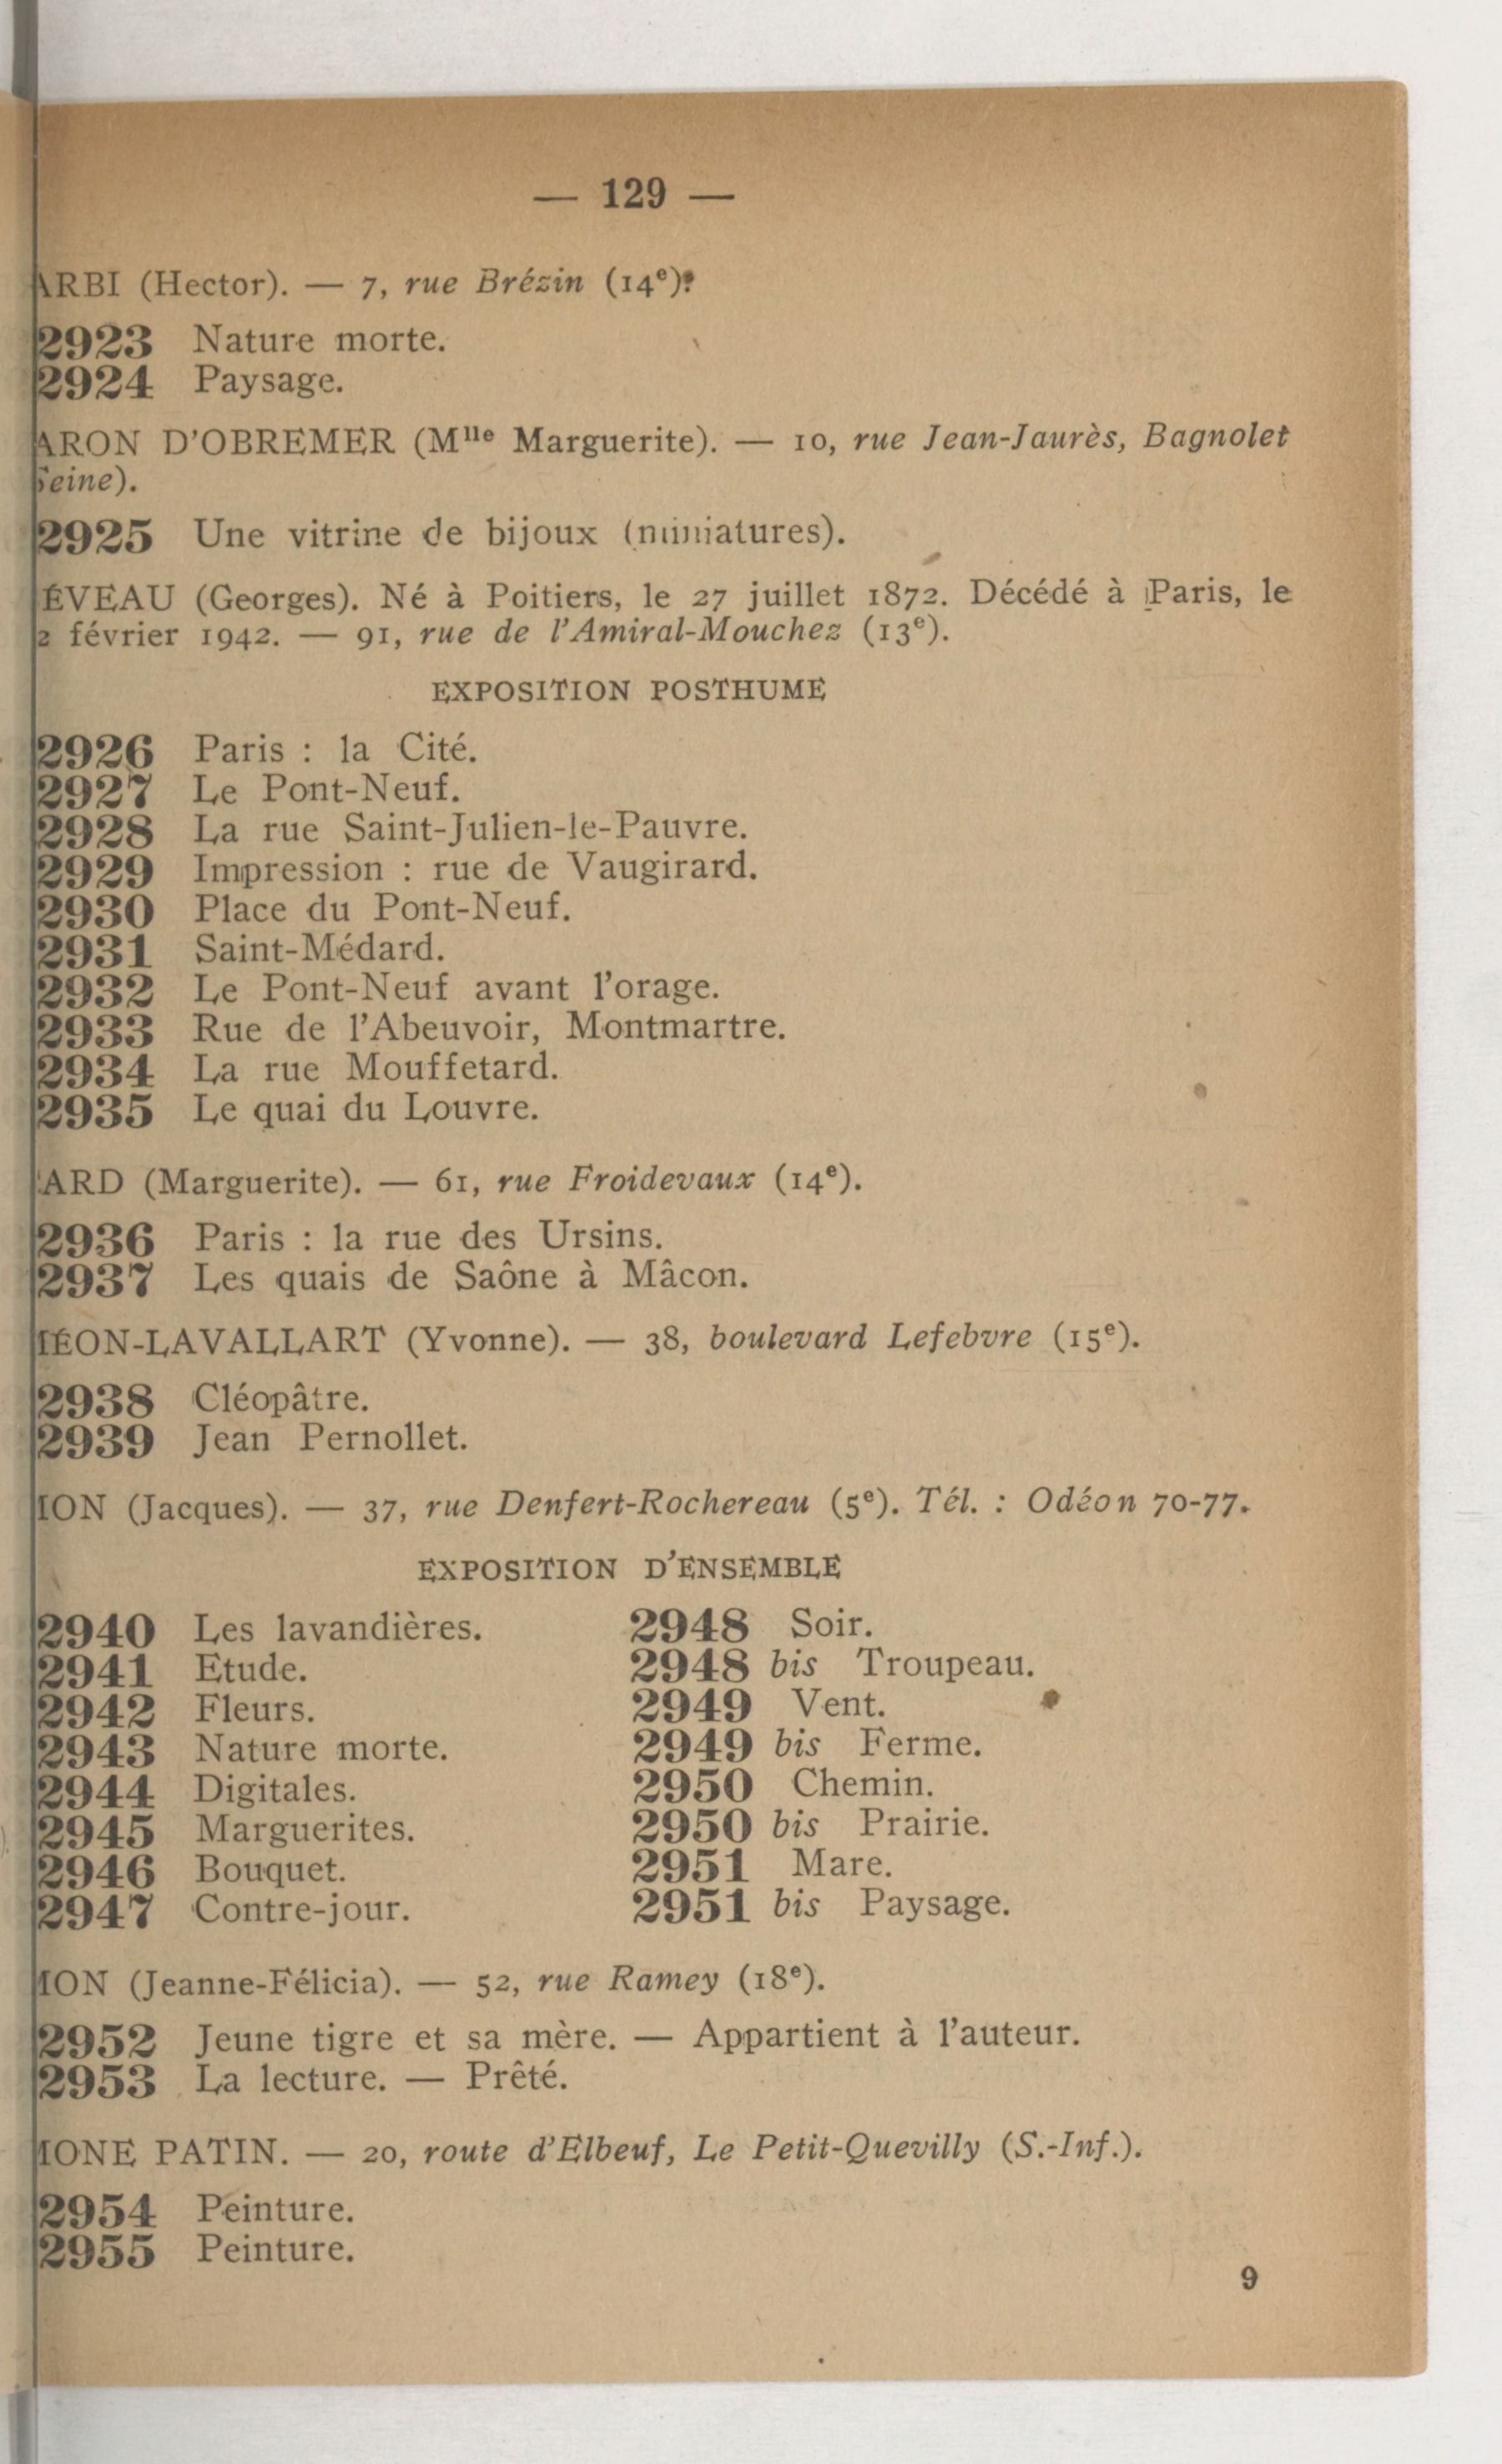 — 129 —
ARBI (Hector). — 7, rue Brézin (14e).
2923 Nature morte.
2924 Paysage.
ARON D'OBREMER (Mlle Marguerite). — 10, rue Jean-Jaurès, Bagnolet
Seine).
2925 Une vitrine de bijoux (miniatures).
ÉVEAU (Georges). Né à Poitiers, le 27 juillet 1872. Décédé à Paris, le
2 février 1942. — 91, rue de l'Amiral-Mouchez (13e).
EXPOSITION POSTHUME
2926 Paris : la Cité.
2927 Le Pont-Neuf.
2928 La rue Saint-Julien-le-Pauvre.
2929 Impression : rue de Vaugirard.
2930 Place du Pont-Neuf.
2931 Saint-Médard.
2932 Le Pont-Neuf avant l'orage.
2933 Rue de l'Abeuvoir, Montmartre.
2934 La rue Mouffetard.
2935 Le quai du Louvre.
ARD (Marguerite). — 61, rue Froidevaux (14e).
2936 Paris : la rue des Ursins.
2937 Les quais de Saône à Mâcon.
ÉON-LAVALLART (Yvonne). — 38, boulevard Lefebvre (15e).
2938 Cléopâtre.
2939 Jean Pernollet.
ION (Jacques). — 37, rue Denfert-Rochereau (5e). Tél. : Odéon 70-77.
EXPOSITION D'ENSEMBLE
2940 Les lavandières.
2941 Etude.
2942 Fleurs.
2943 Nature morte.
2944 Digitales.
2945 Marguerites.
2946 Bouquet.
2947 Contre-jour.
2948 Soir.
2948 bis Troupeau.
2949 Vent.
2949 bis Ferme.
2950 Chemin.
2950 bis Prairie.
2951 Mare.
2951 bis Paysage.
ION (Jeanne-Félicia). — 52, rue Ramey (18e).
2952 Jeune tigre et sa mère. — Appartient à l'auteur.
2953 La lecture. — Prêté.
IONE PATIN. — 20, route d'Elbeuf, Le Petit-Quevilly (S.-Inf.).
2954 Peinture.
2955 Peinture.
9